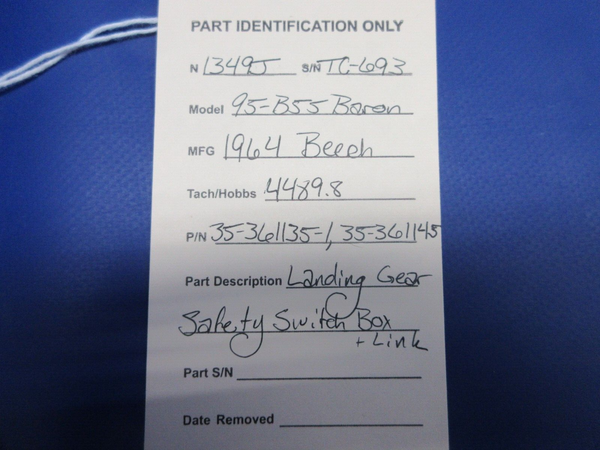 PART IDENTIFICATION ONLY
N 1349J S/N TC-693
Model 95-B55 Baron
MFG 1964 Beech
Tach/Hobbs 4489.8
P/N 35-361135-1, 35-361145
Part Description Landing Gear
Safety Switch Box
+ Link
Part S/N
Date Removed